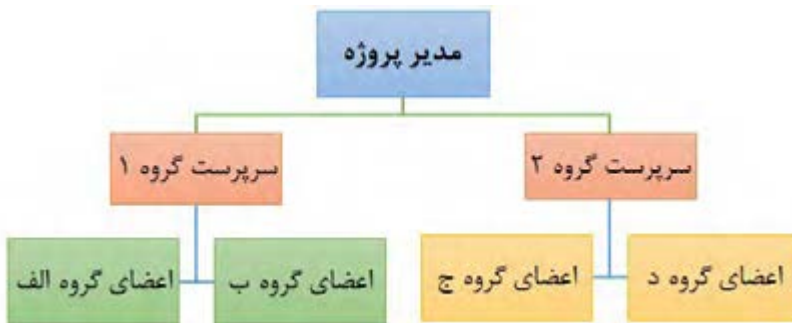 مدیر پروژه
سرپرست گروه ۲
سرپرست گروه ۱
اعضای گروه د
اعضای گروه ج
اعضای گروه ب
اعضای گروه الف